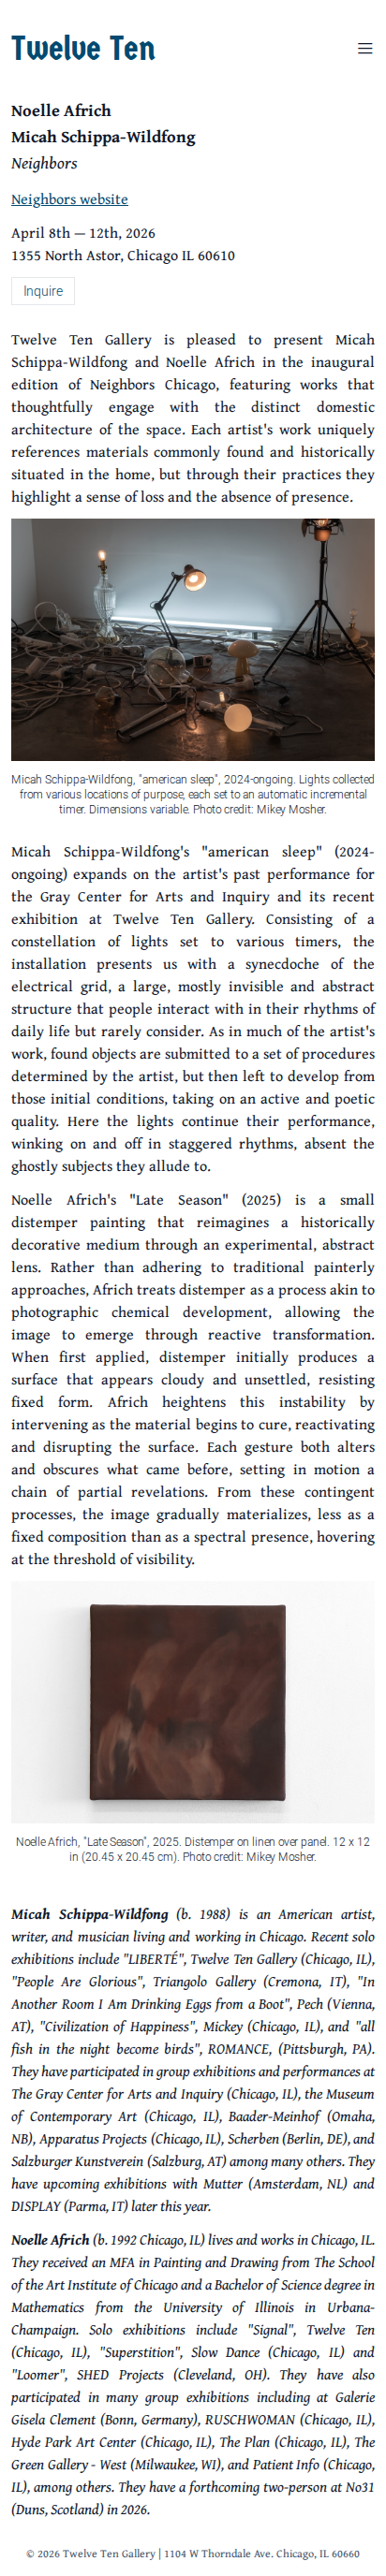 Twelve Ten
Noelle Africh
Micah Schippa-Wildfong
Neighbors
Neighbors website
April 8th — 12th, 2026
1355 North Astor, Chicago IL 60610
Inquire
Twelve Ten Gallery is pleased to present Micah
Schippa-Wildfong and Noelle Africh in the inaugural
edition of Neighbors Chicago, featuring works that
thoughtfully engage with the distinct domestic
architecture of the space. Each artist's work uniquely
references materials commonly found and historically
situated in the home, but through their practices they
highlight a sense of loss and the absence of presence.
Micah Schippa-Wildfong, "american sleep", 2024-ongoing. Lights collected
from various locations of purpose, each set to an automatic incremental
timer. Dimensions variable. Photo credit: Mikey Mosher.
Micah Schippa-Wildfong's "american sleep" (2024-
ongoing) expands on the artist's past performance for
the Gray Center for Arts and Inquiry and its recent
exhibition at Twelve Ten Gallery. Consisting of a
constellation of lights set to various timers, the
installation presents us with a synecdoche of the
electrical grid, a large, mostly invisible and abstract
structure that people interact with in their rhythms of
daily life but rarely consider. As in much of the artist's
work, found objects are submitted to a set of procedures
determined by the artist, but then left to develop from
those initial conditions, taking on an active and poetic
quality. Here the lights continue their performance,
winking on and off in staggered rhythms, absent the
ghostly subjects they allude to.
Noelle Africh's "Late Season" (2025) is a small
distemper painting that reimagines a historically
decorative medium through an experimental, abstract
lens. Rather than adhering to traditional painterly
approaches, Africh treats distemper as a process akin to
photographic chemical development, allowing the
image to emerge through reactive transformation.
When first applied, distemper initially produces a
surface that appears cloudy and unsettled, resisting
fixed form. Africh heightens this instability by
intervening as the material begins to cure, reactivating
and disrupting the surface. Each gesture both alters
and obscures what came before, setting in motion a
chain of partial revelations. From these contingent
processes, the image gradually materializes, less as a
fixed composition than as a spectral presence, hovering
at the threshold of visibility.
Noelle Africh, "Late Season", 2025. Distemper on linen over panel. 12 x 12
in (20.45 x 20.45 cm). Photo credit: Mikey Mosher.
Micah Schippa-Wildfong (b. 1988) is an American artist,
writer, and musician living and working in Chicago. Recent solo
exhibitions include "LIBERTÉ", Twelve Ten Gallery (Chicago, IL),
"People Are Glorious", Triangolo Gallery (Cremona, IT), "In
Another Room I Am Drinking Eggs from a Boot", Pech (Vienna,
AT), "Civilization of Happiness", Mickey (Chicago, IL), and "all
fish in the night become birds", ROMANCE, (Pittsburgh, PA).
They have participated in group exhibitions and performances at
The Gray Center for Arts and Inquiry (Chicago, IL), the Museum
of Contemporary Art (Chicago, IL), Baader-Meinhof (Omaha,
NB), Apparatus Projects (Chicago, IL), Scherben (Berlin, DE), and
Salzburger Kunstverein (Salzburg, AT) among many others. They
have upcoming exhibitions with Mutter (Amsterdam, NL) and
DISPLAY (Parma, IT) later this year.
Noelle Africh (b. 1992 Chicago, IL) lives and works in Chicago, IL.
They received an MFA in Painting and Drawing from The School
of the Art Institute of Chicago and a Bachelor of Science degree in
Mathematics from the University of Illinois in Urbana-
Champaign. Solo exhibitions include "Signal", Twelve Ten
(Chicago, IL), "Superstition", Slow Dance (Chicago, IL) and
"Loomer", SHED Projects (Cleveland, OH). They have also
participated in many group exhibitions including at Galerie
Gisela Clement (Bonn, Germany), RUSCHWOMAN (Chicago, IL),
Hyde Park Art Center (Chicago, IL), The Plan (Chicago, IL), The
Green Gallery - West (Milwaukee, WI), and Patient Info (Chicago,
IL), among others. They have a forthcoming two-person at No31
(Duns, Scotland) in 2026.
© 2026 Twelve Ten Gallery | 1104 W Thorndale Ave. Chicago, IL 60660